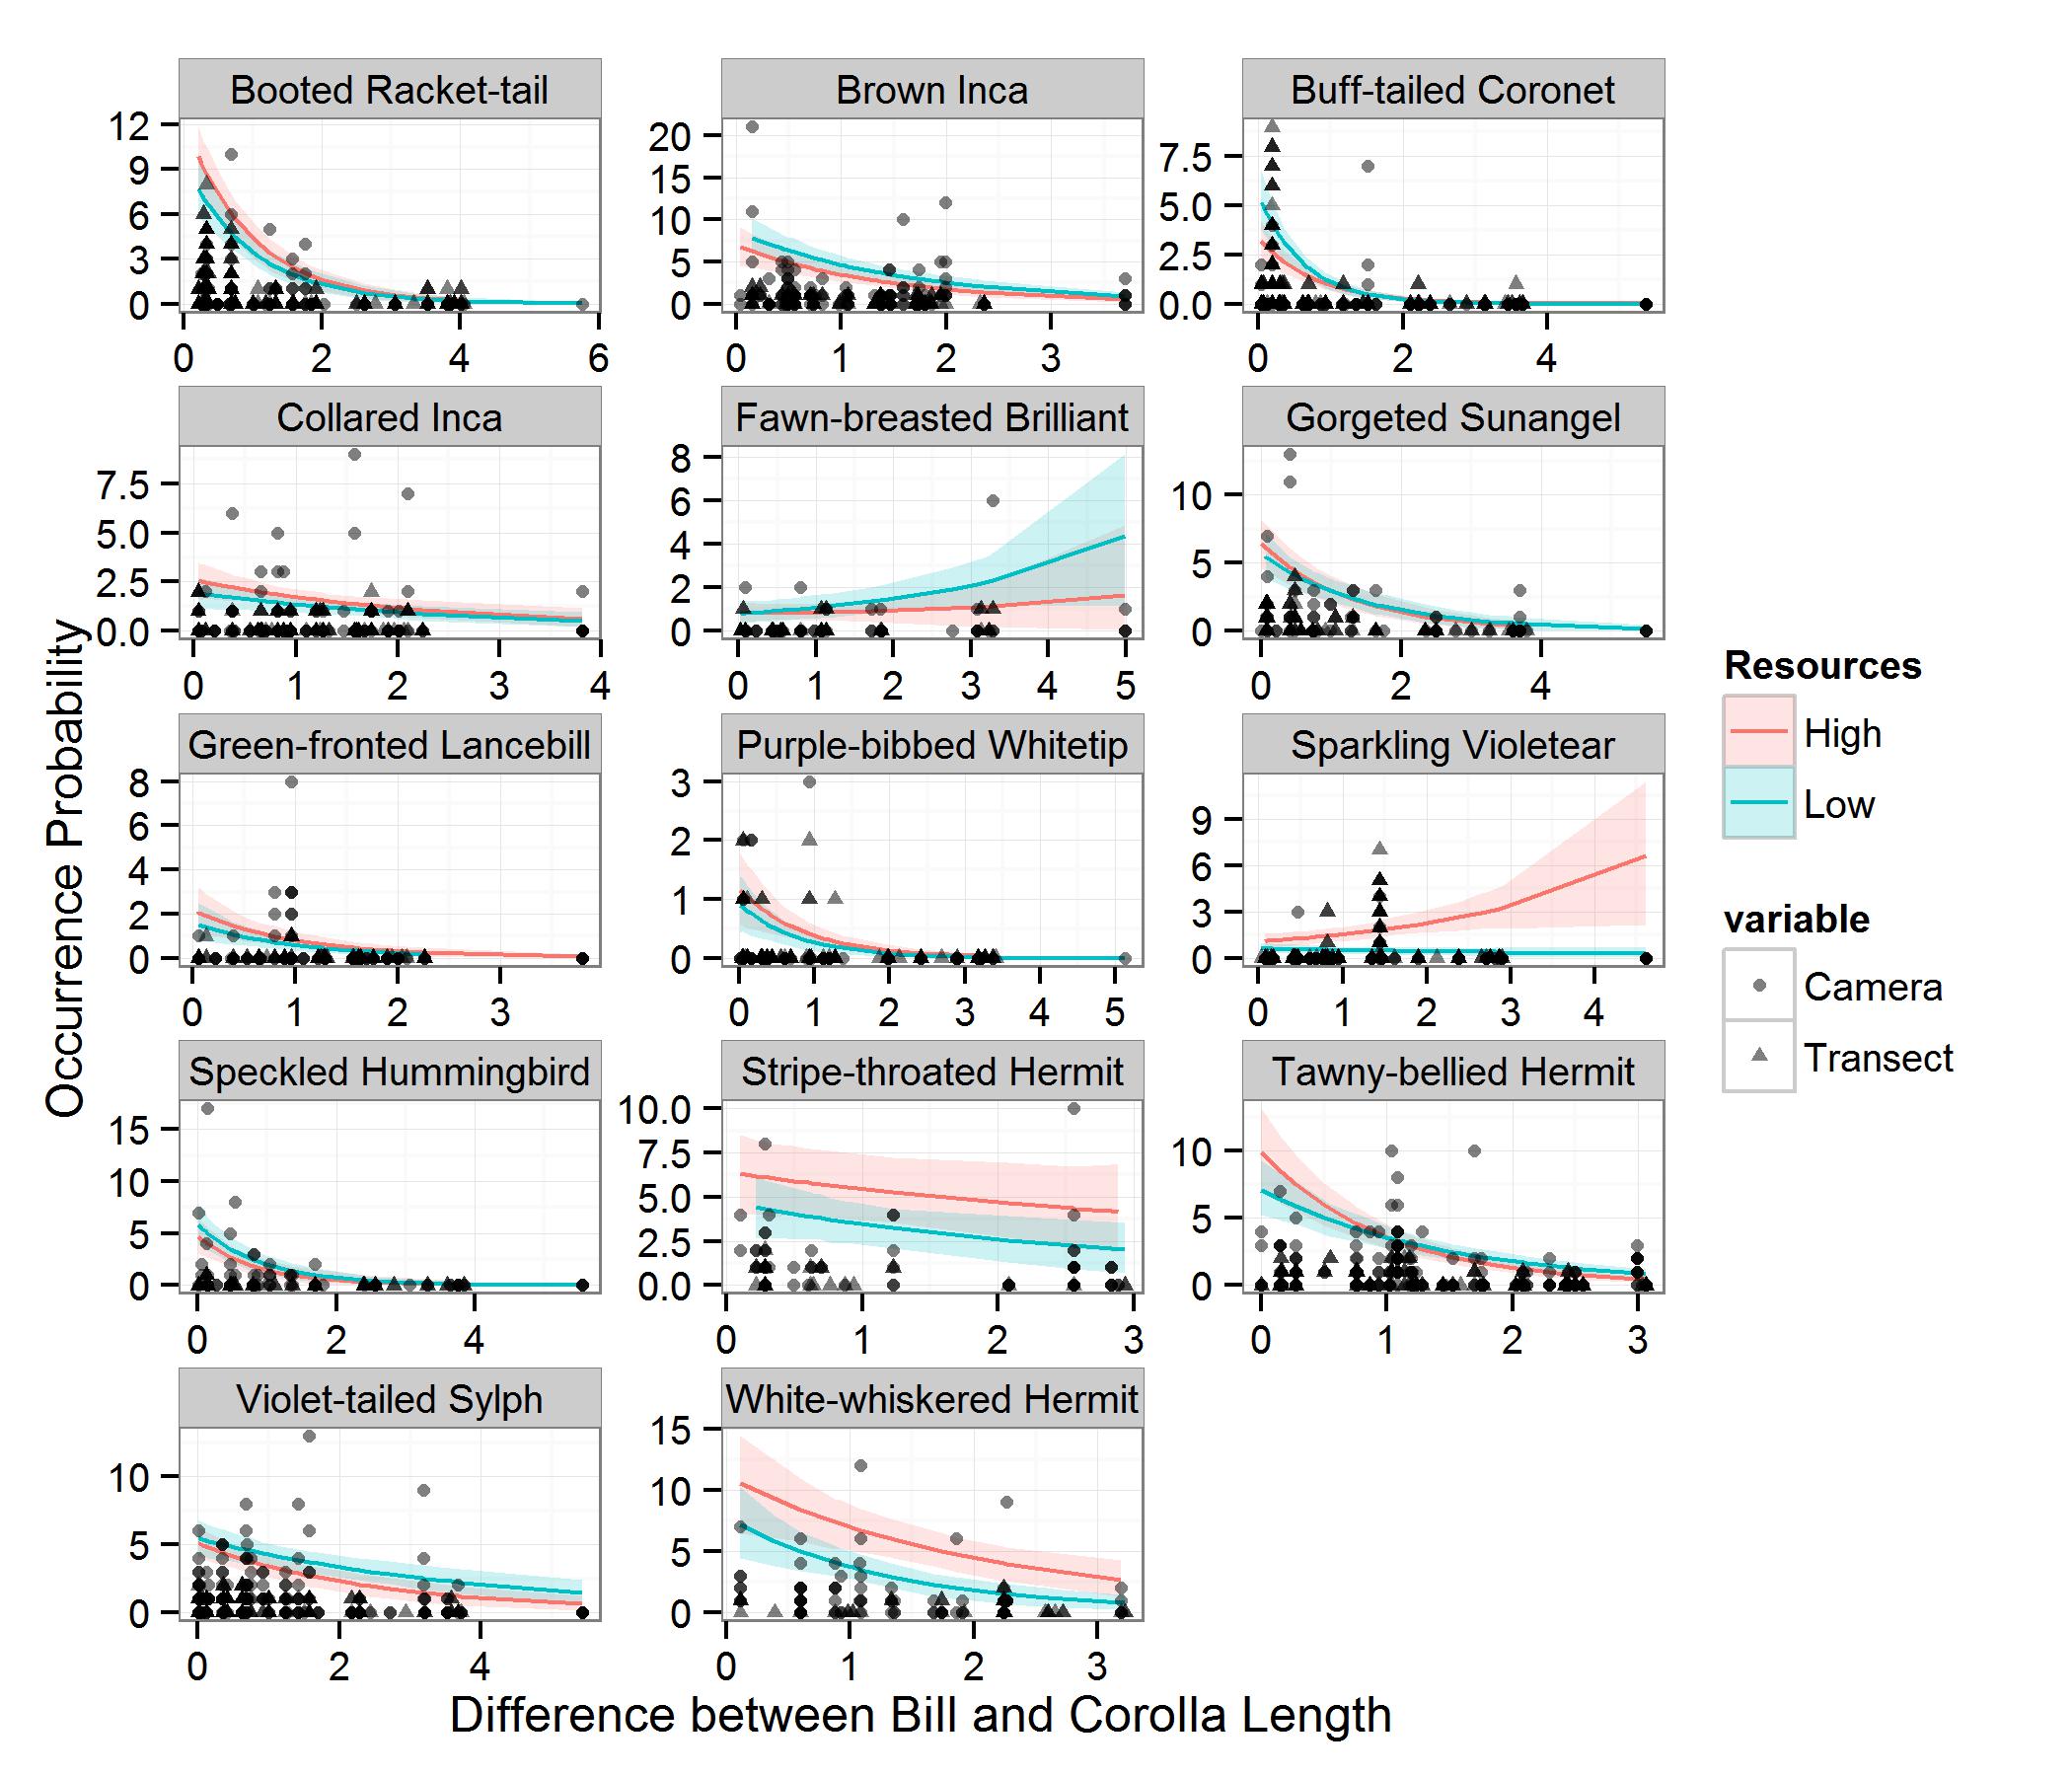 Booted Racket-tail
Brown Inca
Buff-tailed Coronet
12
9
6
3
0
20
15
10
5
0
7.5
5.0
2.5
0.0
0 2 4 6
0 1 2 3
0 2 4
Collared Inca
Fawn-breasted Brilliant
Gorgeted Sunangel
7.5
5.0
2.5
0.0
8
6
4
2
0
10
5
0
0 1 2 3 4
0 1 2 3 4 5
0 2 4
Green-fronted Lancebill
Purple-bibbed Whitetip
Sparkling Violetear
8
6
4
2
0
3
2
1
0
9
6
3
0
0 1 2 3
0 1 2 3 4 5
0 1 2 3 4
Speckled Hummingbird
Stripe-throated Hermit
Tawny-bellied Hermit
15
10
5
0
10.0
7.5
5.0
2.5
0.0
10
5
0
0 2 4
0 1 2 3
0 1 2 3
Violet-tailed Sylph
White-whiskered Hermit
10
5
0
15
10
5
0
0 2 4
0 1 2 3
Occurrence Probability
Difference between Bill and Corolla Length
Resources
High
Low
variable
Camera
Transect